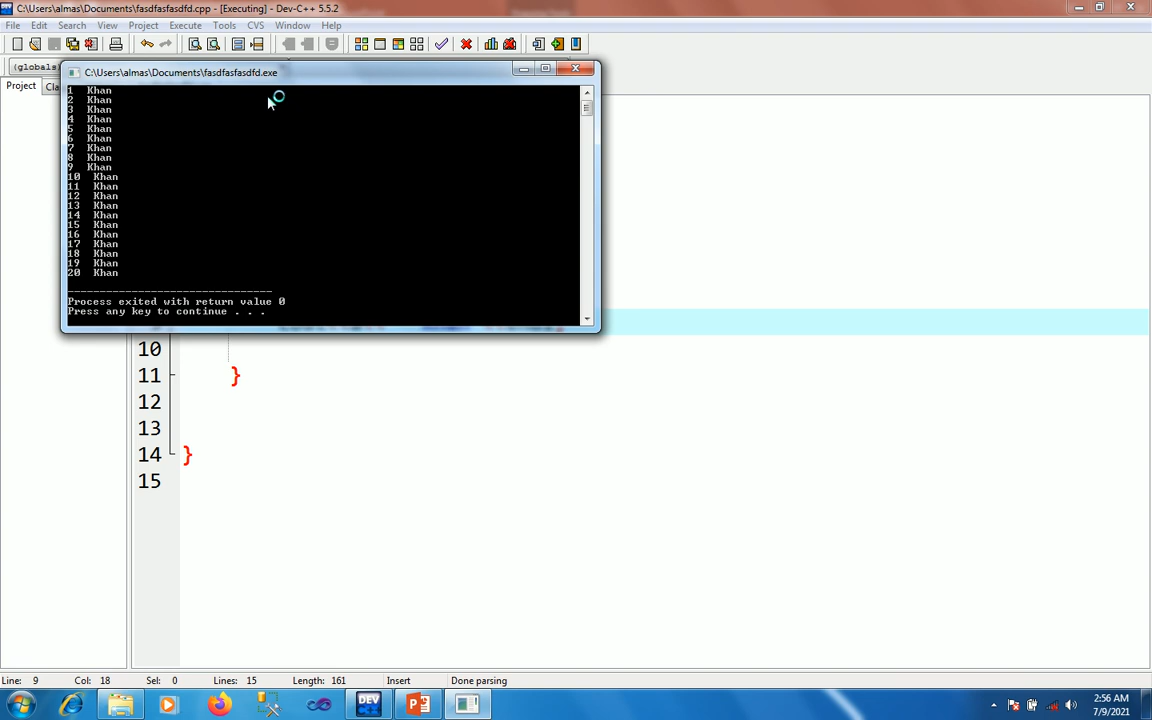 C:\Users\almas\Documents\fasdfasfasdfd.cpp - [Executing] - Dev-C++ 5.5.2
File Edit Search View Project Execute Tools CVS Window Help
(globals)
Project Cla
C:\Users\almas\Documents\fasdfasfasdfd.exe
1 Khan
2 Khan
3 Khan
4 Khan
5 Khan
6 Khan
7 Khan
8 Khan
9 Khan
10 Khan
11 Khan
12 Khan
13 Khan
14 Khan
15 Khan
16 Khan
17 Khan
18 Khan
19 Khan
20 Khan
--------------------------------
Process exited with return value 0
Press any key to continue . . .
10
11 }
12
13
14 }
15
Line: 9 Col: 18 Sel: 0 Lines: 15 Length: 161 Insert Done parsing
DEV
2:56 AM
7/9/2021